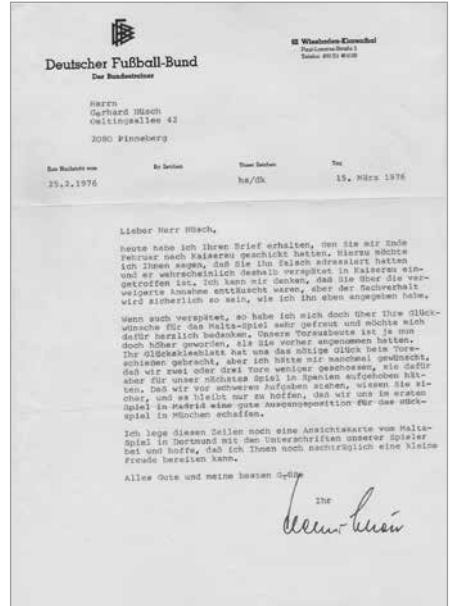 Deutscher Fußball-Bund
Der Bundestrainer
62 Wiesbaden-Klarenthal
Herrn
Gerhard Hüsch
Oeltingsallee 42
2080 Pinneberg
Ihre Nachricht vom
Ihr Zeichen
Unser Zeichen
Tag
25.2.1976
hs/dk
15. März 1976
Lieber Herr Hüsch,
heute habe ich Ihren Brief erhalten, den Sie mir Ende
Februar nach Kaiserau geschickt hatten. Hierzu möchte
ich Ihnen sagen, daß Sie ihn falsch adressiert hatten
und er wahrscheinlich deshalb verspätet in Kaiserau ein-
getroffen ist. Ich kann mir denken, daß Sie über die ver-
weigerte Annahme enttäuscht waren, aber der Sachverhalt
wird sicherlich so sein, wie ich ihn eben angegeben habe.
Wenn auch verspätet, so habe ich mich doch über Ihre Glück-
wünsche für das Malta-Spiel sehr gefreut und möchte mich
dafür herzlich bedanken. Unsere Torausbeute ist ja nun
doch höher geworden, als Sie vorher angenommen hatten.
Ihr Glückskleeblatt hat uns das nötige Glück beim Tore-
schießen gebracht, aber ich hätte mir manchmal gewünscht,
daß wir zwei oder drei Tore weniger geschossen, sie dafür
aber für unser nächstes Spiel in Spanien aufgehoben hät-
ten. Daß wir vor schweren Aufgaben stehen, wissen Sie si-
cher, und es bleibt nur zu hoffen, daß wir uns im ersten
Spiel in Madrid eine gute Ausgangsposition für das Rück-
spiel in München schaffen.
Ich lege diesen Zeilen noch eine Ansichtskarte vom Malta-
Spiel in Dortmund mit den Unterschriften unserer Spieler
bei und hoffe, daß ich Ihnen noch nachträglich eine kleine
Freude bereiten kann.
Alles Gute und meine besten Grüße
Ihr